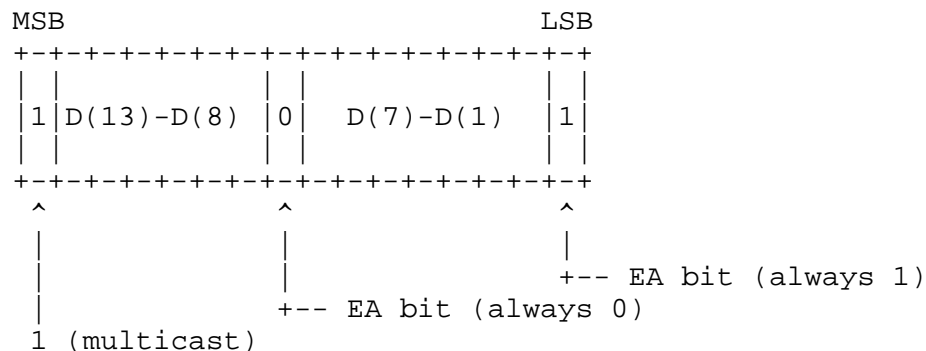 MSB                             LSB
+-+-+-+-+-+-+-+-+-+-+-+-+-+-+-+-+
| |           | |             | |
|1|D(13)-D(8) |0|  D(7)-D(1)  |1|
| |           | |             | |
+-+-+-+-+-+-+-+-+-+-+-+-+-+-+-+-+
 ^             ^               ^
 |             |               |
 |             |               +-- EA bit (always 1)
 |             +-- EA bit (always 0)
 1 (multicast)